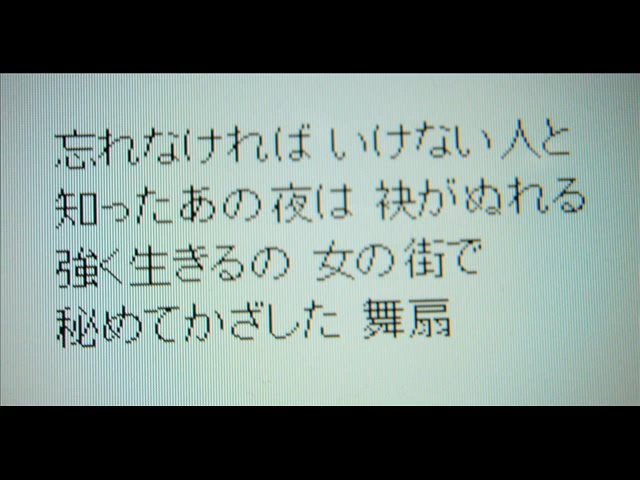 忘れなければ いけない人と
知ったあの夜は 袂がぬれる
強く生きるの 女の街で
秘めてかざした 舞扇